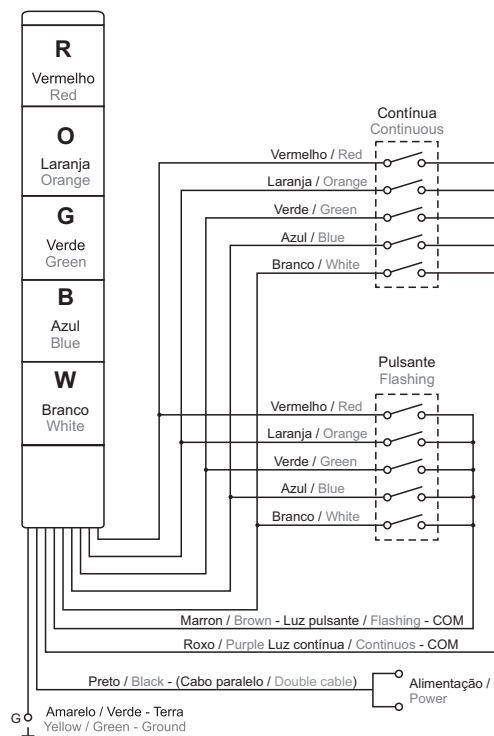 R
Vermelho
Red
O
Laranja
Orange
G
Verde
Green
B
Azul
Blue
W
Branco
White
Contínua
Continuous
Vermelho / Red
Laranja / Orange
Verde / Green
Azul / Blue
Branco / White
Pulsante
Flashing
Vermelho / Red
Laranja / Orange
Verde / Green
Azul / Blue
Branco / White
Marron / Brown - Luz pulsante / Flashing - COM
Roxo / Purple Luz contínua / Continuos - COM
Preto / Black - (Cabo paralelo / Double cable)
Alimentação /
Power
G
Amarelo / Verde - Terra
Yellow / Green - Ground